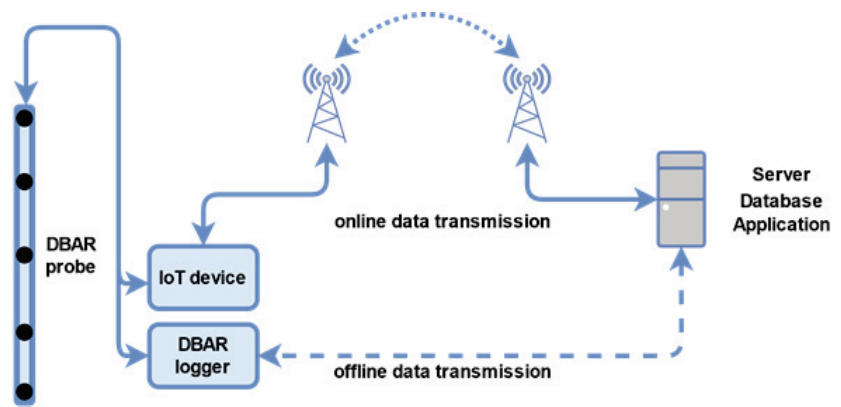 DBAR
probe
IoT device
DBAR
logger
online data transmission
offline data transmission
Server
Database
Application